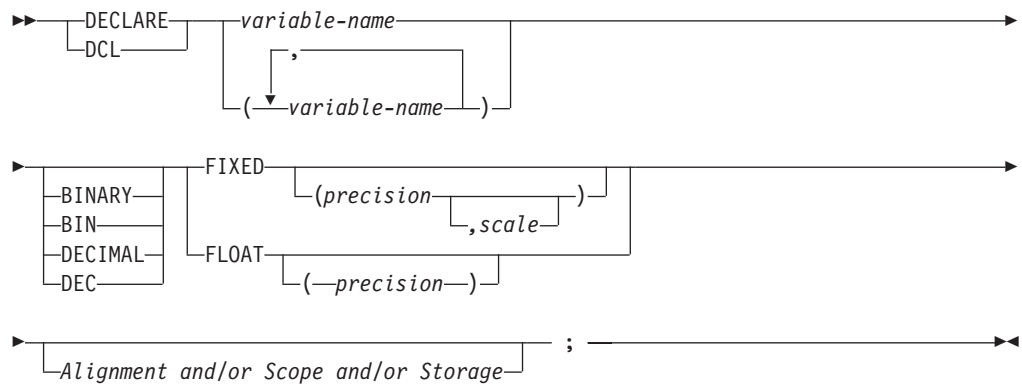 DECLARE variable-name
DCL ,
( variable-name )
FIXED
BINARY (precision )
BIN ,scale
DECIMAL FLOAT
DEC ( precision )
;
Alignment and/or Scope and/or Storage